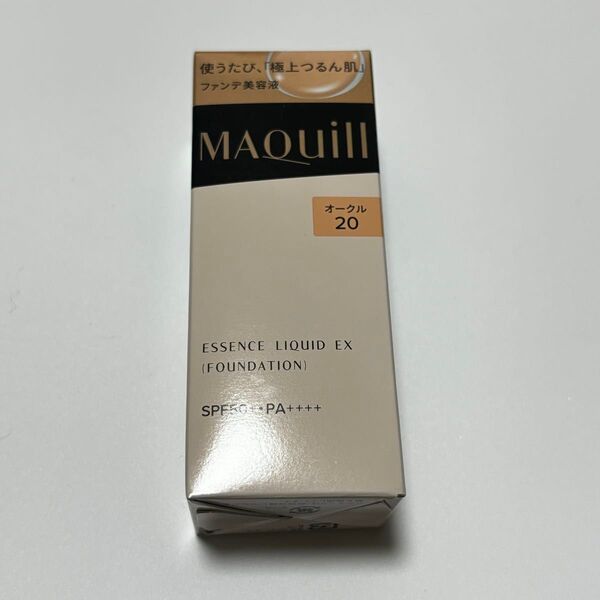 使うたび、「極上つるん肌」
ファンデ美容液
MAQuill
オークル
20
ESSENCE LIQUID EX
(FOUNDATION)
SPF50+・PA++++